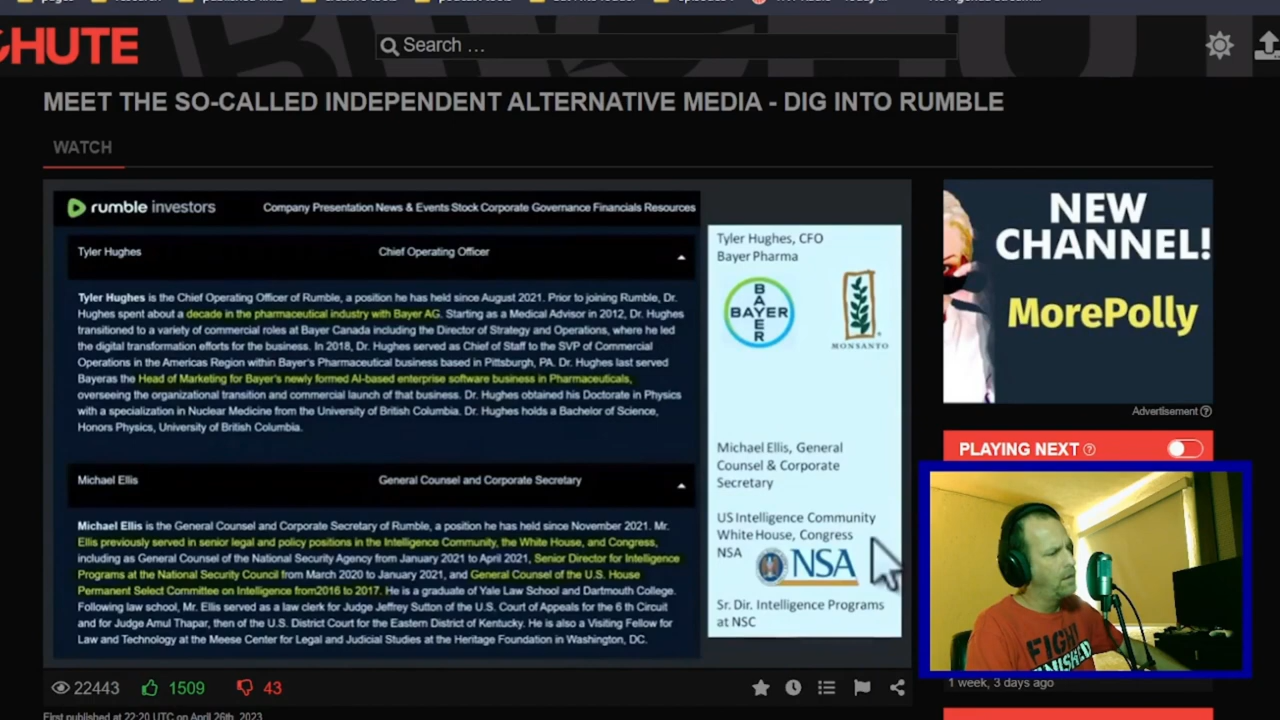 pages
HUTE
Search …
MEET THE SO-CALLED INDEPENDENT ALTERNATIVE MEDIA - DIG INTO RUMBLE
WATCH
rumble investors
Company Presentation News & Events Stock Corporate Governance Financials Resources
Tyler Hughes
Chief Operating Officer
Tyler Hughes is the Chief Operating Officer of Rumble, a position he has held since August 2021. Prior to joining Rumble, Dr.
Hughes spent about a decade in the pharmaceutical industry with Bayer AG. Starting as a Medical Advisor in 2012, Dr. Hughes
transitioned to a variety of commercial roles at Bayer Canada including the Director of Strategy and Operations, where he led
the digital transformation efforts for the business. In 2018, Dr. Hughes served as Chief of Staff to the SVP of Commercial
Operations in the Americas Region within Bayer's Pharmaceutical business based in Pittsburgh, PA. Dr. Hughes last served
Bayeras the Head of Marketing for Bayer's newly formed AI-based enterprise software business in Pharmaceuticals,
overseeing the organizational transition and commercial launch of that business. Dr. Hughes obtained his Doctorate in Physics
with a specialization in Nuclear Medicine from the University of British Columbia. Dr. Hughes holds a Bachelor of Science,
Honors Physics, University of British Columbia.
Michael Ellis
General Counsel and Corporate Secretary
Michael Ellis is the General Counsel and Corporate Secretary of Rumble, a position he has held since November 2021. Mr.
Ellis previously served in senior legal and policy positions in the Intelligence Community, the White House, and Congress,
including as General Counsel of the National Security Agency from January 2021 to April 2021, Senior Director for Intelligence
Programs at the National Security Council from March 2020 to January 2021, and General Counsel of the U.S. House
Permanent Select Committee on Intelligence from2016 to 2017. He is a graduate of Yale Law School and Dartmouth College.
Following law school, Mr. Ellis served as a law clerk for Judge Jeffrey Sutton of the U.S. Court of Appeals for the 6 th Circuit
and for Judge Amul Thapar, then of the U.S. District Court for the Eastern District of Kentucky. He is also a Visiting Fellow for
Law and Technology at the Meese Center for Legal and Judicial Studies at the Heritage Foundation in Washington, DC.
Tyler Hughes, CFO
Bayer Pharma
BAYER
BAYER
MONSANTO
Michael Ellis, General
Counsel & Corporate
Secretary
US Intelligence Community
White House, Congress
NSA
NSA
Sr. Dir. Intelligence Programs
at NSC
NEW
CHANNEL!
MorePolly
Advertisement
PLAYING NEXT
FIGHT
1 week, 3 days ago
22443
1509
43
First published at 22:20 UTC on April 26th, 2023